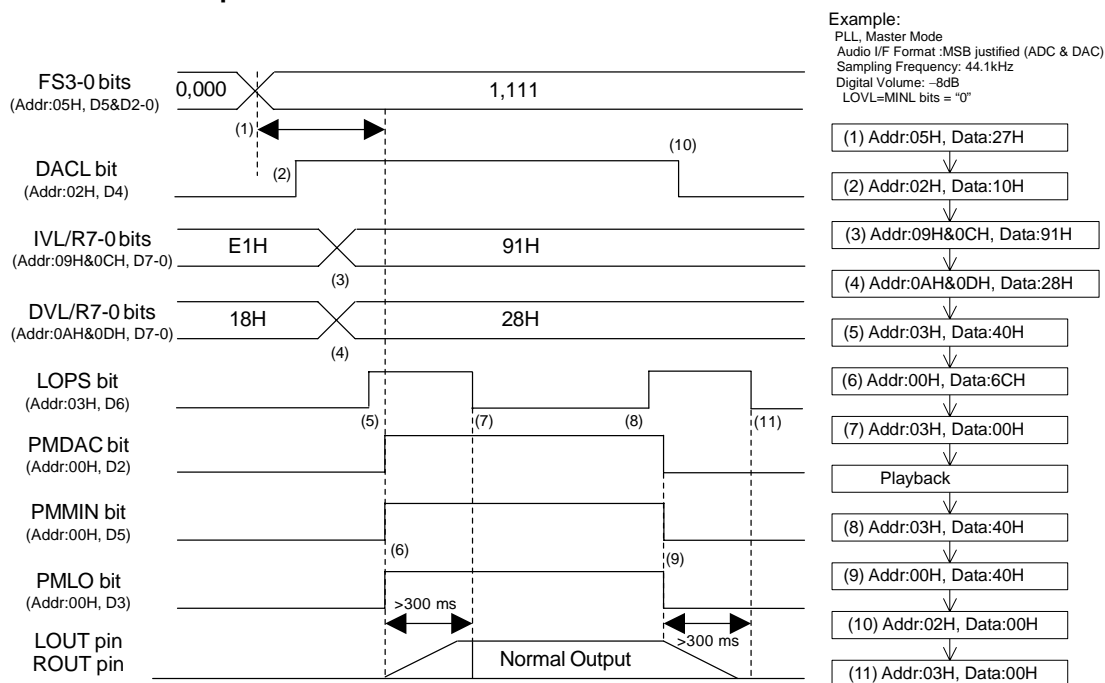 Example:
PLL, Master Mode
Audio I/F Format :MSB justified (ADC & DAC)
Sampling Frequency: 44.1kHz
Digital Volume: −8dB
LOVL=MINL bits = “0”
FS3-0 bits
(Addr:05H, D5&D2-0)
0,000
1,111
(1)
DACL bit
(Addr:02H, D4)
(2)
(10)
IVL/R7-0 bits
(Addr:09H&0CH, D7-0)
E1H
91H
(3)
DVL/R7-0 bits
(Addr:0AH&0DH, D7-0)
18H
28H
(4)
LOPS bit
(Addr:03H, D6)
(5)
(7)
(8)
(11)
PMDAC bit
(Addr:00H, D2)
PMMIN bit
(Addr:00H, D5)
(6)
(9)
PMLO bit
(Addr:00H, D3)
>300 ms
>300 ms
LOUT pin
ROUT pin
Normal Output
(1) Addr:05H, Data:27H
(2) Addr:02H, Data:10H
(3) Addr:09H&0CH, Data:91H
(4) Addr:0AH&0DH, Data:28H
(5) Addr:03H, Data:40H
(6) Addr:00H, Data:6CH
(7) Addr:03H, Data:00H
Playback
(8) Addr:03H, Data:40H
(9) Addr:00H, Data:40H
(10) Addr:02H, Data:00H
(11) Addr:03H, Data:00H